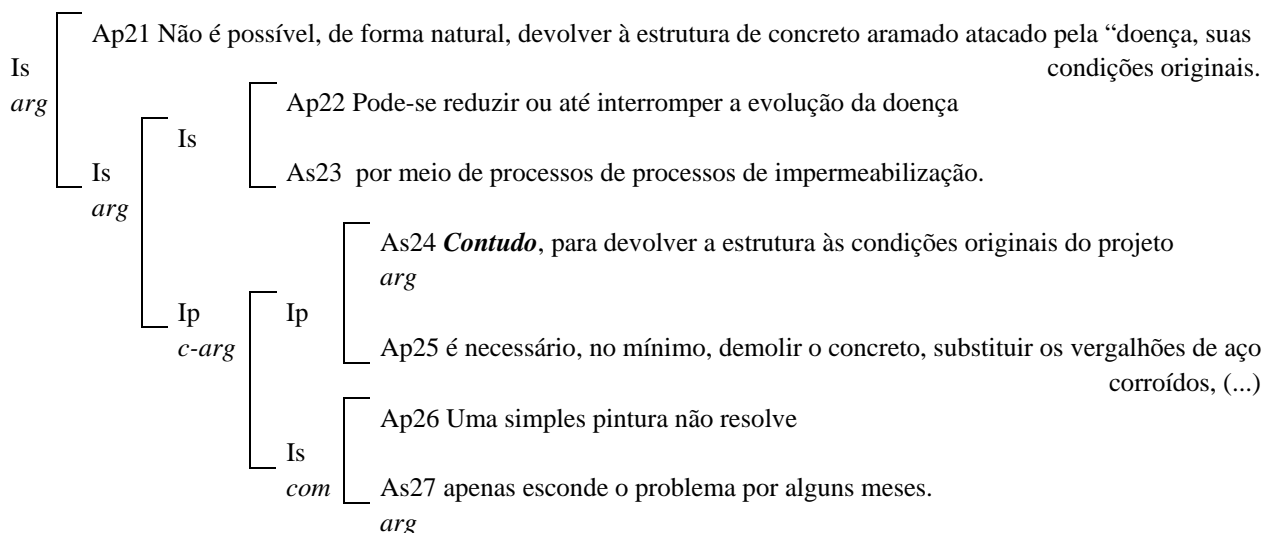 Ap21 Não é possível, de forma natural, devolver à estrutura de concreto aramado atacado pela “doença, suas
condições originais.
Is
arg
Ap22 Pode-se reduzir ou até interromper a evolução da doença
Is
As23 por meio de processos de processos de impermeabilização.
Is
arg
As24 Contudo, para devolver a estrutura às condições originais do projeto
arg
Ip
c-arg
Ip
Ap25 é necessário, no mínimo, demolir o concreto, substituir os vergalhões de aço
corroídos, (...)
Ap26 Uma simples pintura não resolve
Is
com
As27 apenas esconde o problema por alguns meses.
arg